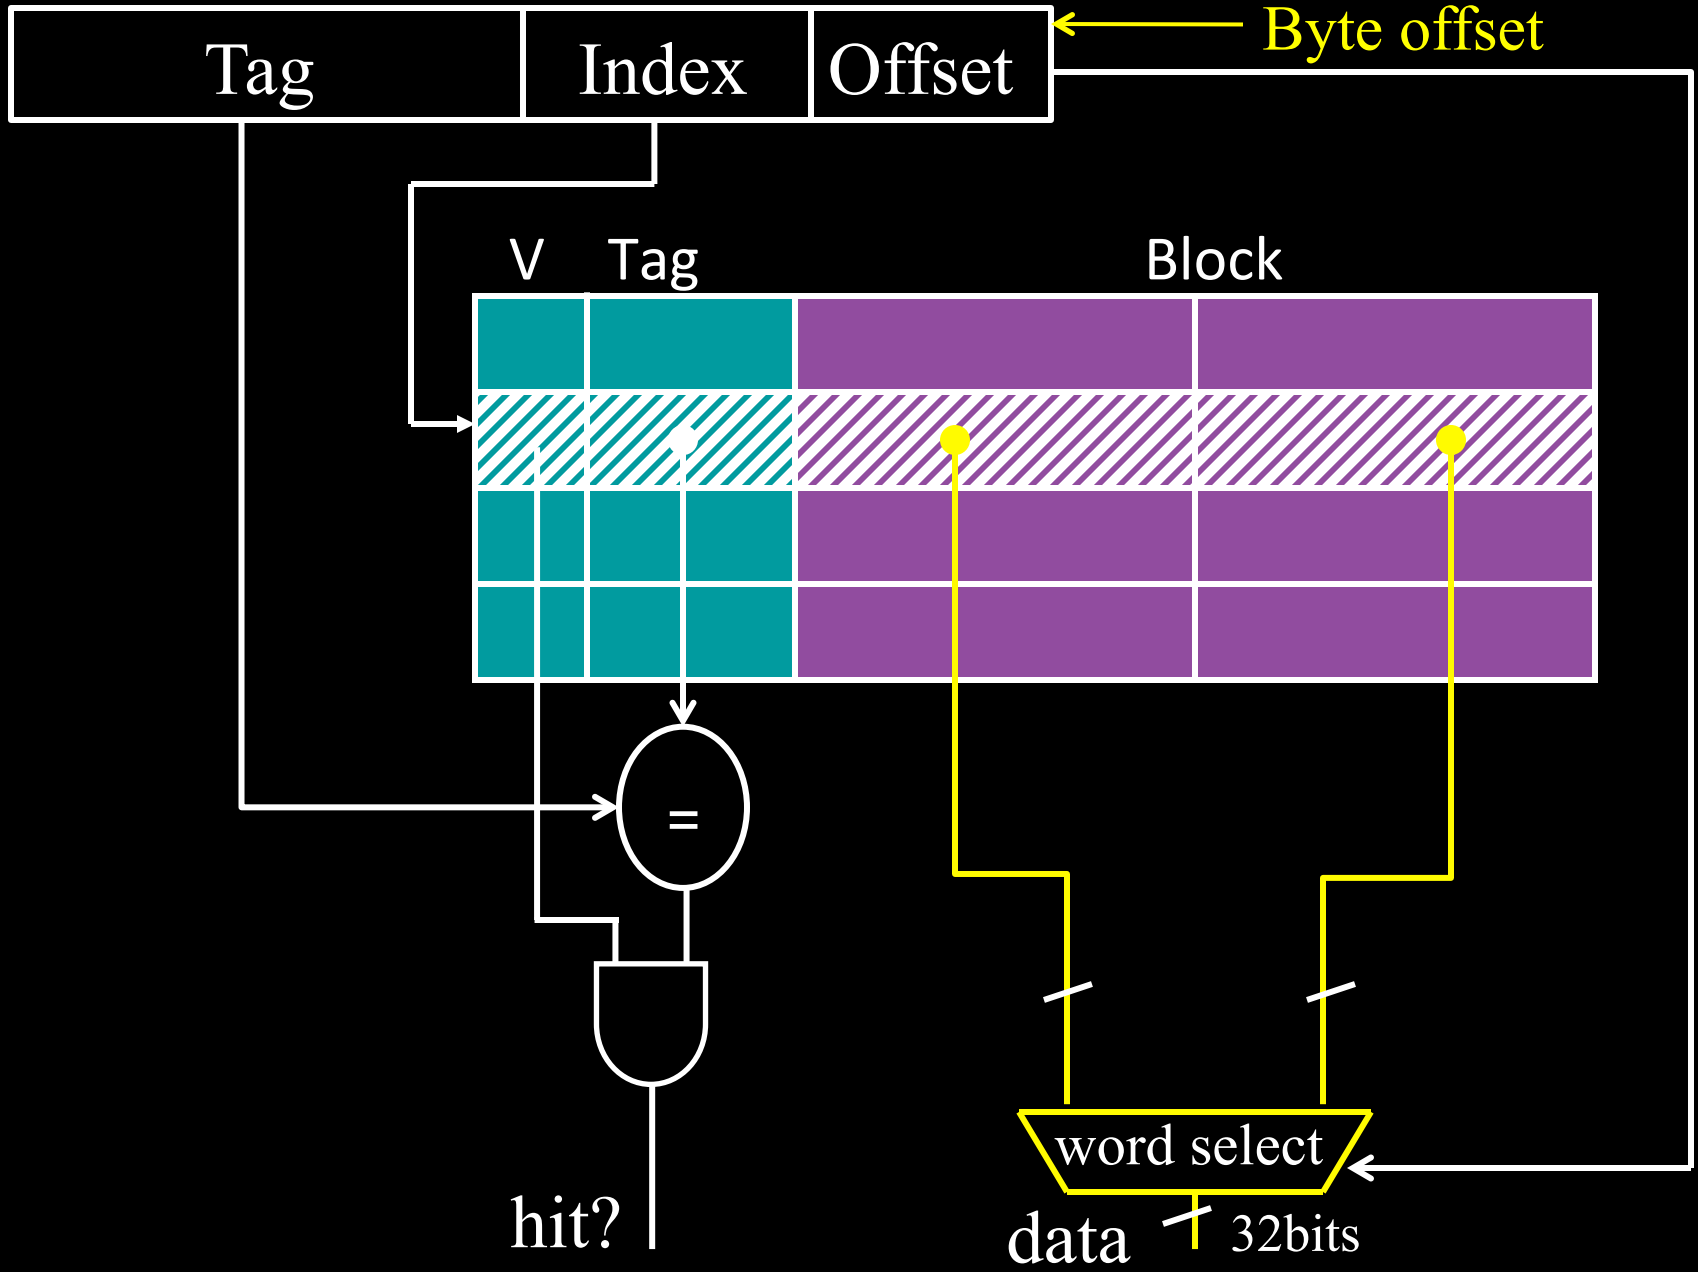 Byte offset
Tag Index Offset
V Tag Block
=
word select
hit? data 32bits